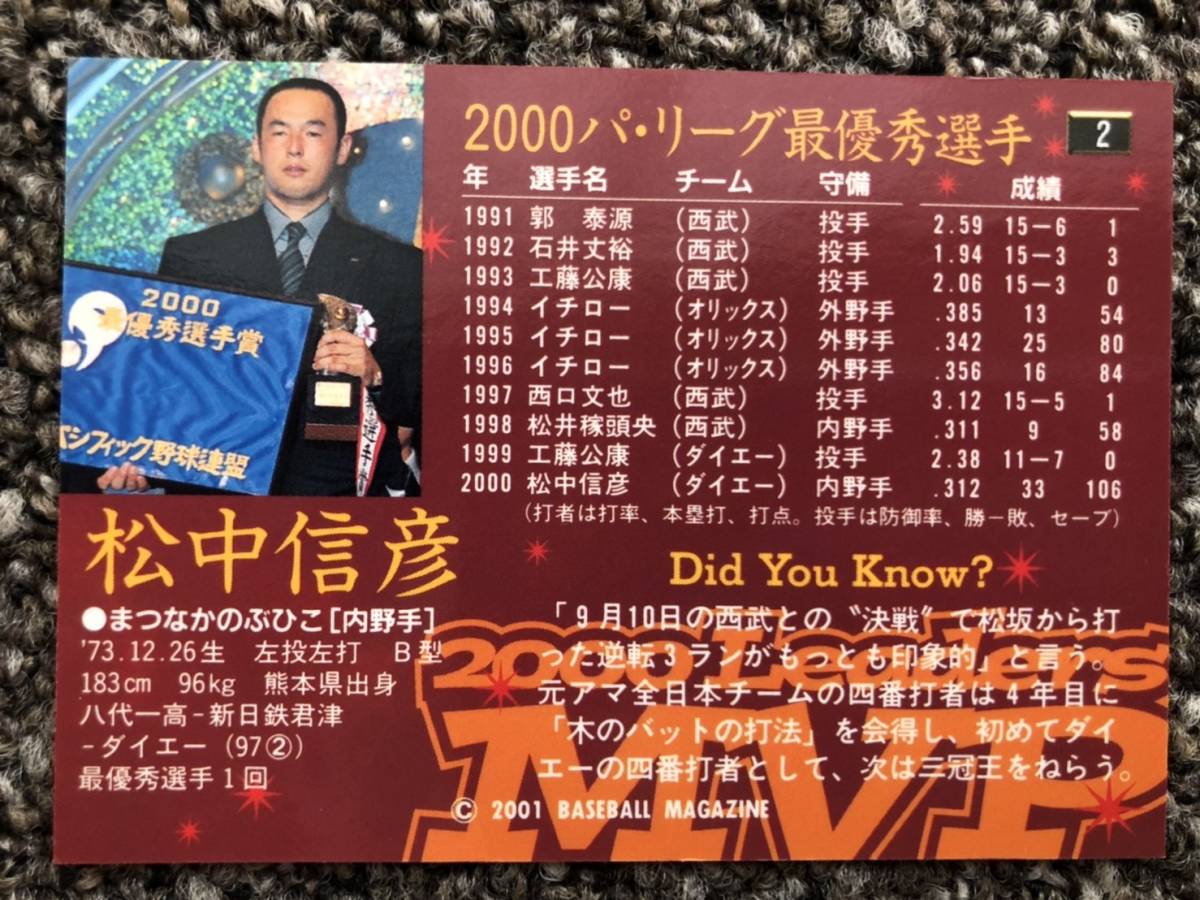 2000パ・リーグ最優秀選手
2
年 選手名 チーム 守備 成績
1991 郭 泰源 (西武) 投手 2.59 15−6 1
1992 石井丈裕 (西武) 投手 1.94 15−3 3
1993 工藤公康 (西武) 投手 2.06 15−3 0
1994 イチロー (オリックス) 外野手 .385 13 54
1995 イチロー (オリックス) 外野手 .342 25 80
1996 イチロー (オリックス) 外野手 .356 16 84
1997 西口文也 (西武) 投手 3.12 15−5 1
1998 松井稼頭央 (西武) 内野手 .311 9 58
1999 工藤公康 (ダイエー) 投手 2.38 11−7 0
2000 松中信彦 (ダイエー) 内野手 .312 33 106
(打者は打率、本塁打、打点。投手は防御率、勝−敗、セーブ)
2000
最優秀選手賞
パシフィック野球連盟
優秀選手賞
松中信彦
●まつなかのぶひこ[内野手]
'73.12.26生 左投左打 B型
183cm 96kg 熊本県出身
八代一高−新日鉄君津
−ダイエー(97②)
最優秀選手1回
Did You Know?
「9月10日の西武との〝決戦〟で松坂から打
った逆転3ランがもっとも印象的」と言う。
元アマ全日本チームの四番打者は4年目に
「木のバットの打法」を会得し、初めてダイ
エーの四番打者として、次は三冠王をねらう。
2000 Leaders
MVP
© 2001 BASEBALL MAGAZINE